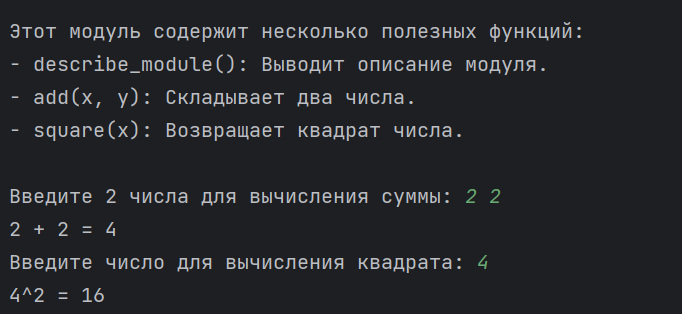 Этот модуль содержит несколько полезных функций:
- describe_module(): Выводит описание модуля.
- add(x, y): Складывает два числа.
- square(x): Возвращает квадрат числа.
Введите 2 числа для вычисления суммы: 2 2
2 + 2 = 4
Введите число для вычисления квадрата: 4
4^2 = 16